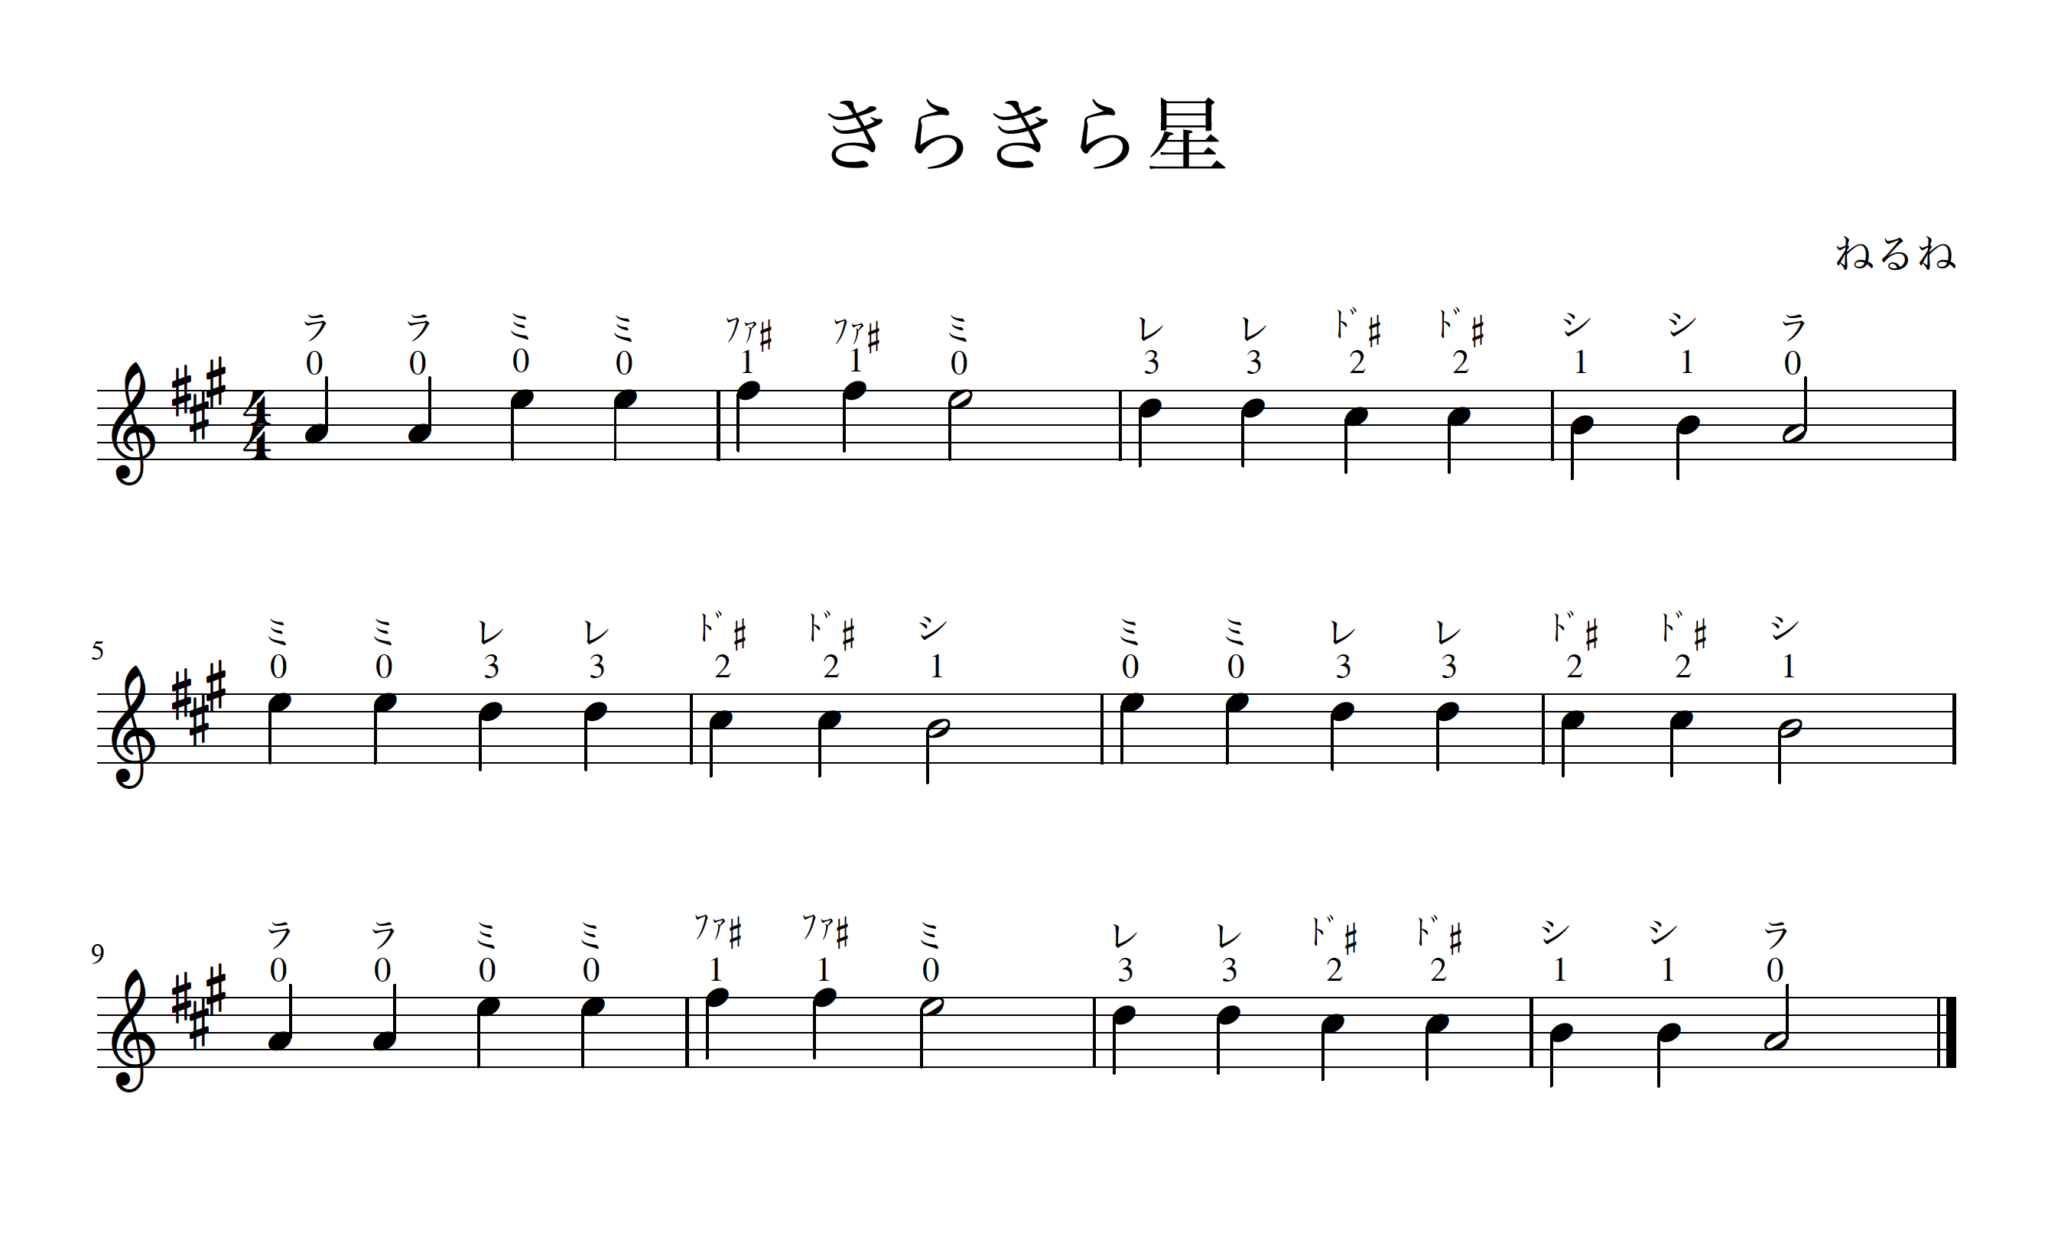 きらきら星
ねるね
ラ ラ ミ ミ ファ♯ ファ♯ ミ レ レ ド♯ ド♯ シ シ ラ
0 0 0 0 1 1 0 3 3 2 2 1 1 0
4
4
5
ミ ミ レ レ ド♯ ド♯ シ ミ ミ レ レ ド♯ ド♯ シ
0 0 3 3 2 2 1 0 0 3 3 2 2 1
9
ラ ラ ミ ミ ファ♯ ファ♯ ミ レ レ ド♯ ド♯ シ シ ラ
0 0 0 0 1 1 0 3 3 2 2 1 1 0